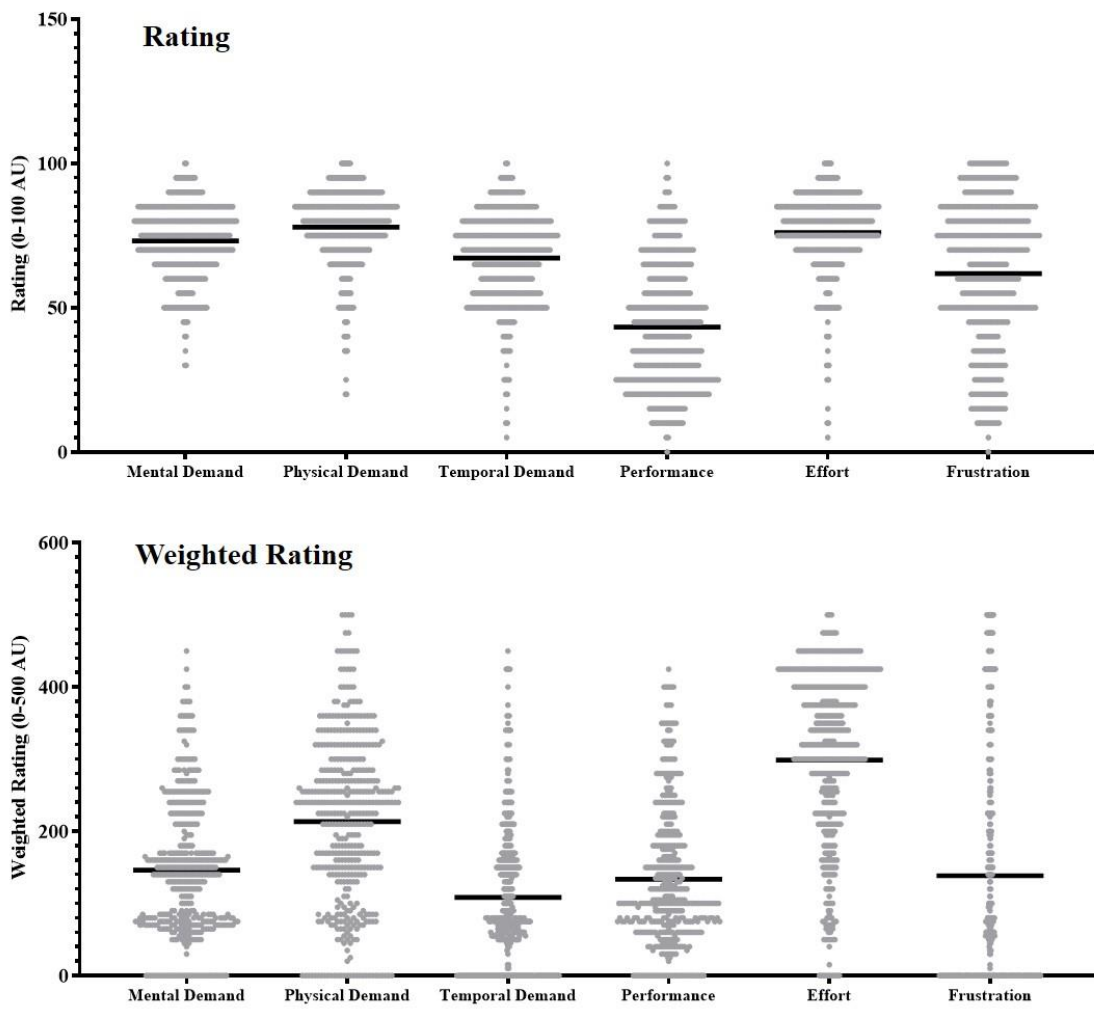 Rating
150
100
50
0
Rating (0-100 AU)
Mental Demand Physical Demand Temporal Demand Performance Effort Frustration
Weighted Rating
600
400
200
0
Weighted Rating (0-500 AU)
Mental Demand Physical Demand Temporal Demand Performance Effort Frustration